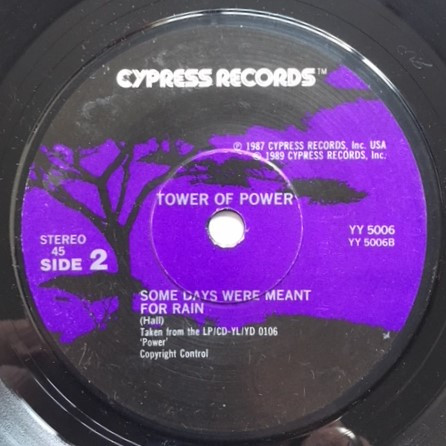 CYPRESS RECORDS™
℗ 1987 CYPRESS RECORDS, Inc. USA
© 1989 CYPRESS RECORDS, Inc.
TOWER OF POWER
YY 5006
YY 5006B
STEREO
45
SIDE 2
SOME DAYS WERE MEANT
FOR RAIN
(Hall)
Taken from the LP/CD-YL/YD 0106
'Power'
Copyright Control